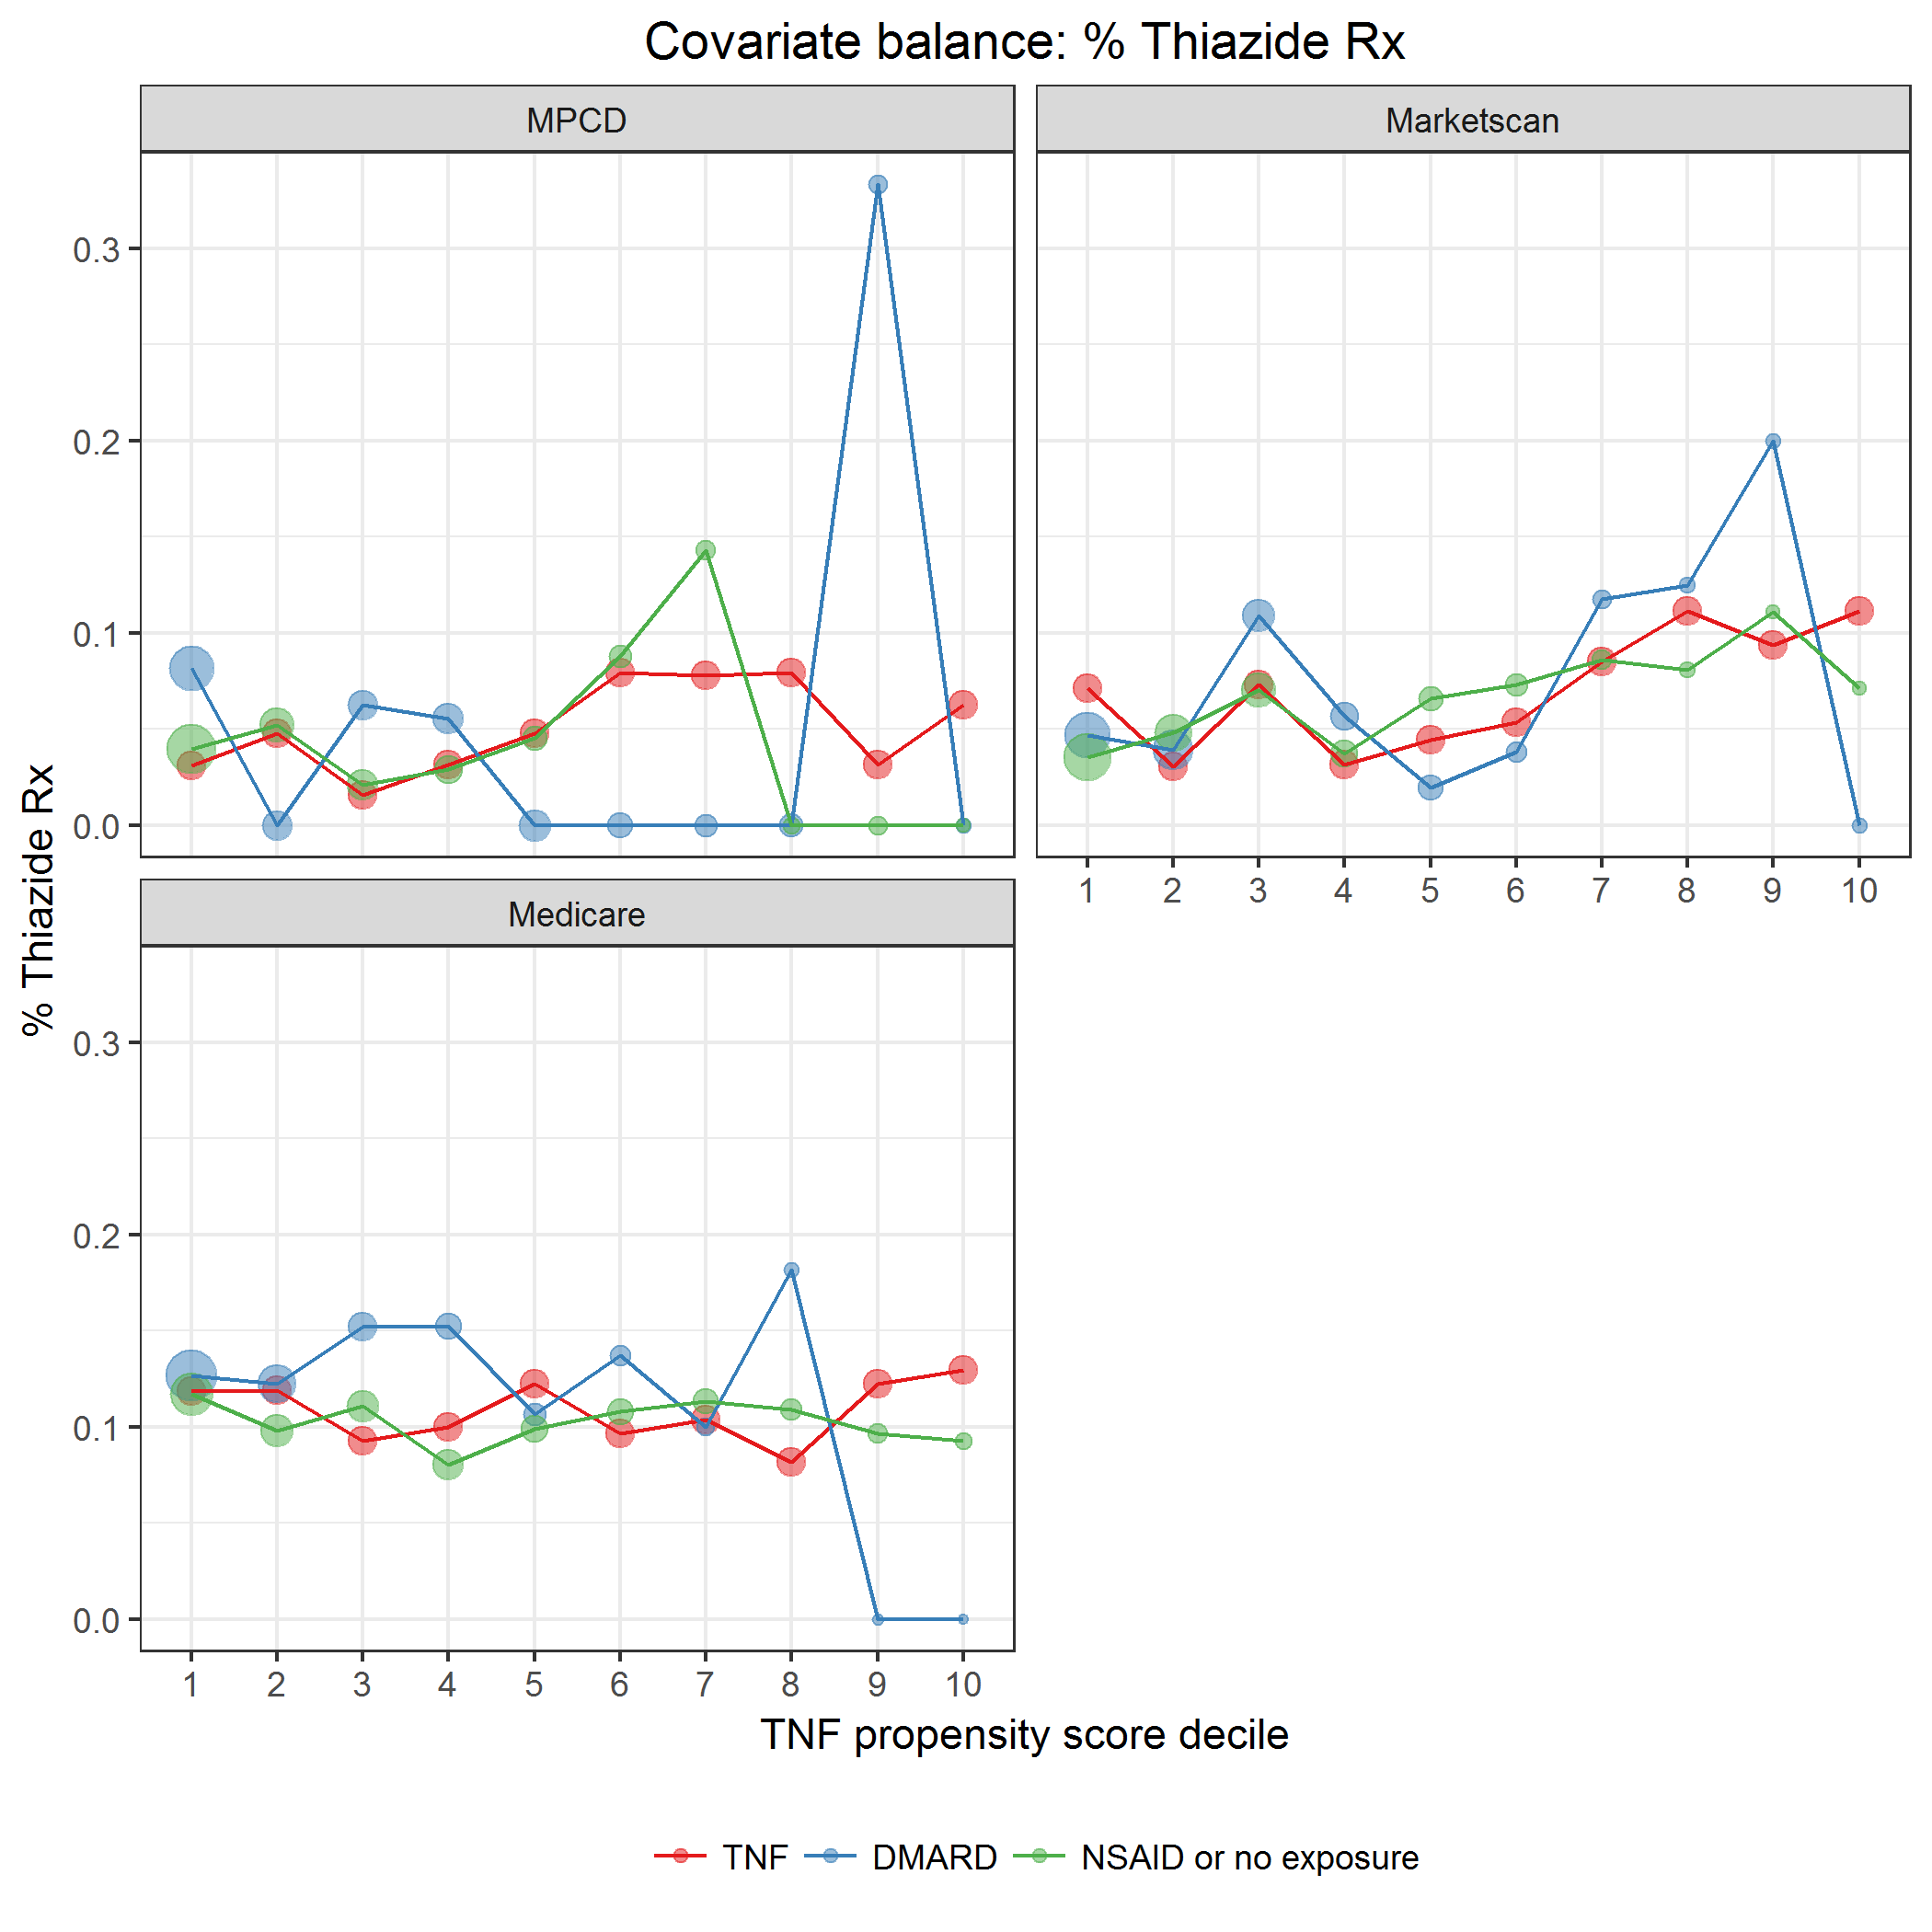 Covariate balance: % Thiazide Rx
MPCD
Marketscan
0.3
0.2
0.1
0.0
1 2 3 4 5 6 7 8 9 10
Medicare
% Thiazide Rx
0.3
0.2
0.1
0.0
1 2 3 4 5 6 7 8 9 10
TNF propensity score decile
TNF DMARD NSAID or no exposure